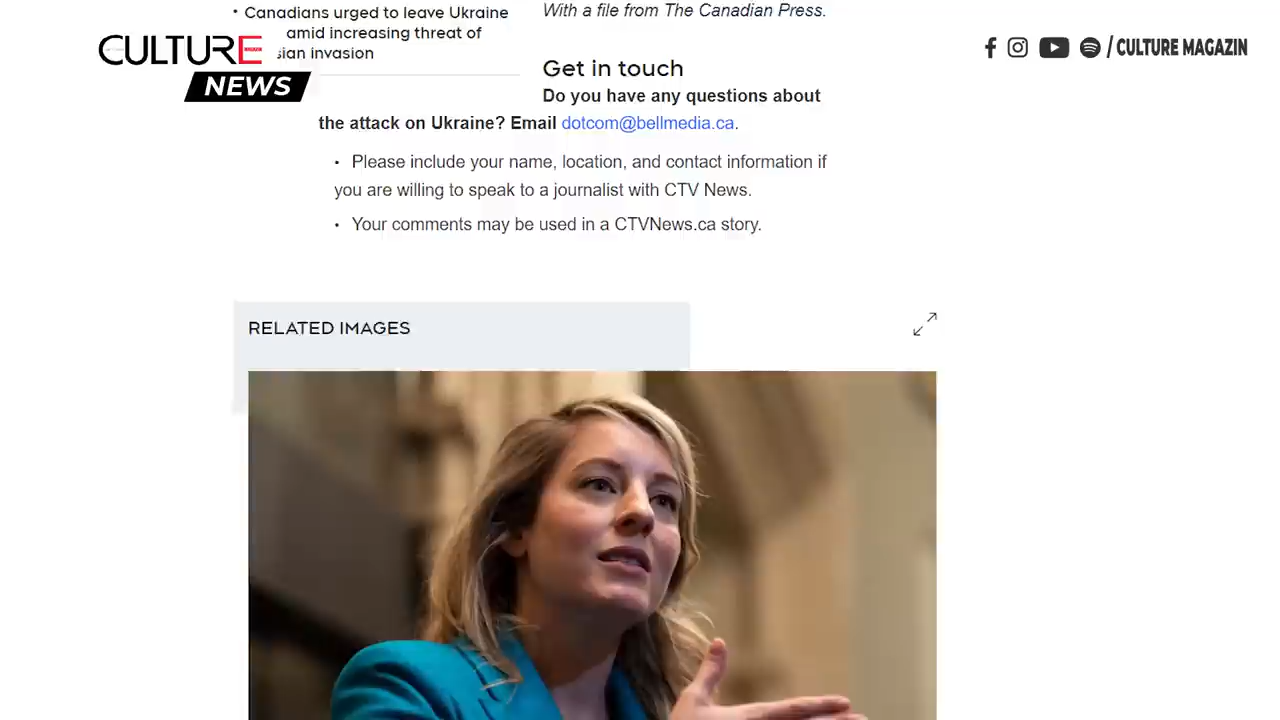 • Canadians urged to leave Ukraine
amid increasing threat of
sian invasion
With a file from The Canadian Press.
CULTURE
NEWS
/ CULTURE MAGAZIN
Get in touch
Do you have any questions about
the attack on Ukraine? Email dotcom@bellmedia.ca.
• Please include your name, location, and contact information if
you are willing to speak to a journalist with CTV News.
• Your comments may be used in a CTVNews.ca story.
RELATED IMAGES